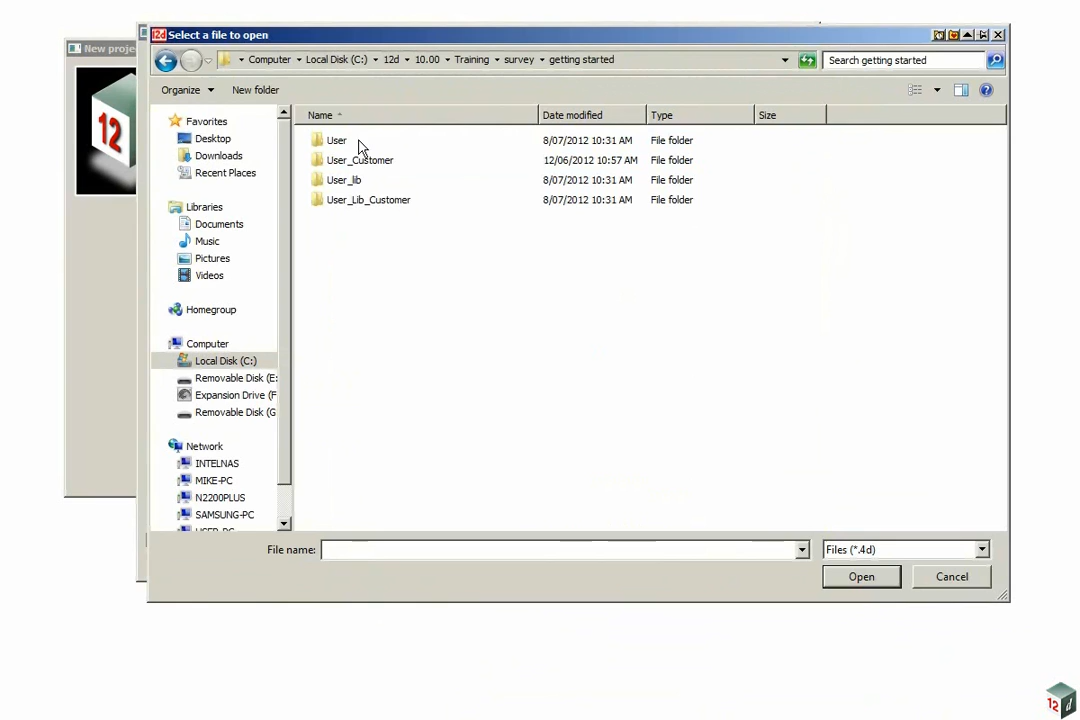 New proje
12d Select a file to open
Computer Local Disk (C:) 12d 10.00 Training survey getting started
Search getting started
Organize New folder
Name Date modified Type Size
Favorites
Desktop
Downloads
Recent Places
Libraries
Documents
Music
Pictures
Videos
Homegroup
Computer
Local Disk (C:)
Removable Disk (E:
Expansion Drive (F
Removable Disk (G
Network
INTELNAS
MIKE-PC
N2200PLUS
SAMSUNG-PC
USER-PC
User 8/07/2012 10:31 AM File folder
User_Customer 12/06/2012 10:57 AM File folder
User_lib 8/07/2012 10:31 AM File folder
User_Lib_Customer 8/07/2012 10:31 AM File folder
File name:
Files (*.4d)
Open Cancel
12
12 d